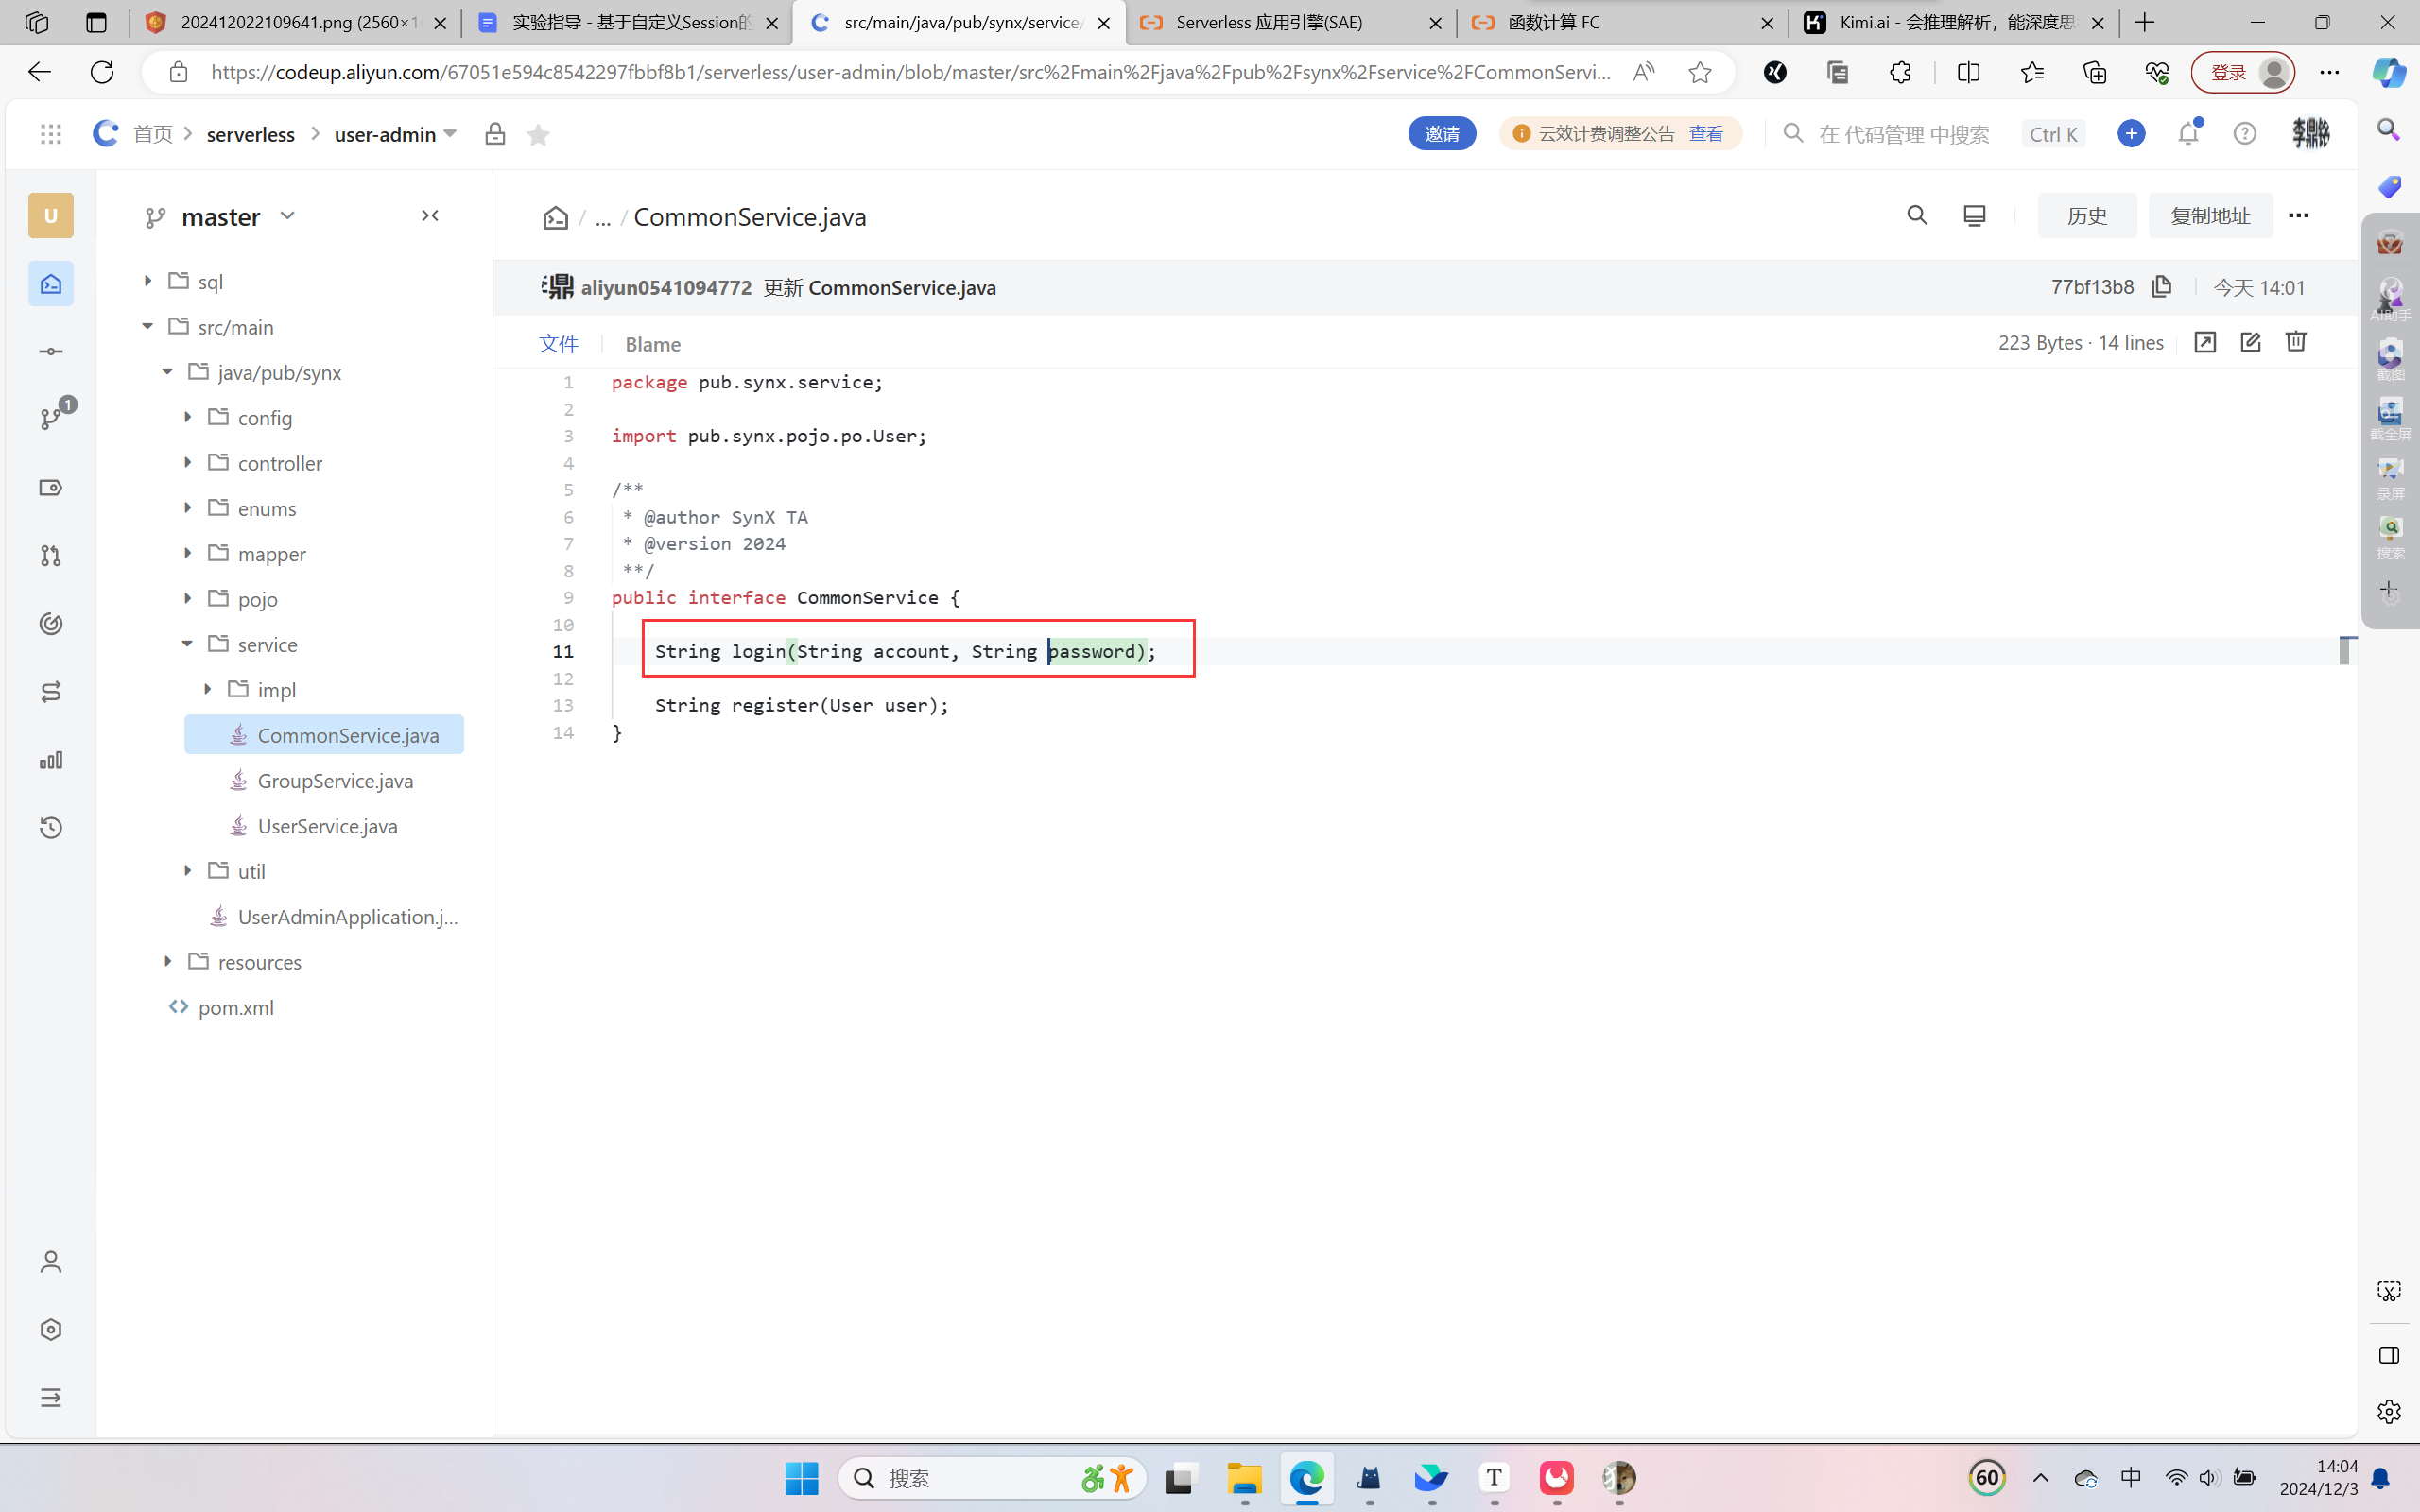 202412022109641.png (2560×1
实验指导 - 基于自定义Session的
src/main/java/pub/synx/service/
Serverless 应用引擎(SAE)
函数计算 FC
Kimi.ai - 会推理解析，能深度思
https://codeup.aliyun.com/67051e594c8542297fbbf8b1/serverless/user-admin/blob/master/src%2Fmain%2Fjava%2Fpub%2Fsynx%2Fservice%2FCommonServi...
登录
首页 > serverless > user-admin
邀请
云效计费调整公告 查看
在 代码管理 中搜索
Ctrl K
李鼎铭
U
master
/ ... / CommonService.java
历史
复制地址
sql
aliyun0541094772 更新 CommonService.java
77bf13b8
今天 14:01
src/main
文件
Blame
223 Bytes · 14 lines
java/pub/synx
config
controller
enums
mapper
pojo
service
impl
CommonService.java
GroupService.java
UserService.java
util
UserAdminApplication.j...
resources
pom.xml
1
1 package pub.synx.service;
2
3 import pub.synx.pojo.po.User;
4
5 /**
6 * @author SynX TA
7 * @version 2024
8 **/
9 public interface CommonService {
10
11 String login(String account, String password);
12
13 String register(User user);
14 }
AI助手
截图
截全屏
录屏
搜索
搜索
T
60
中
14:04
2024/12/3